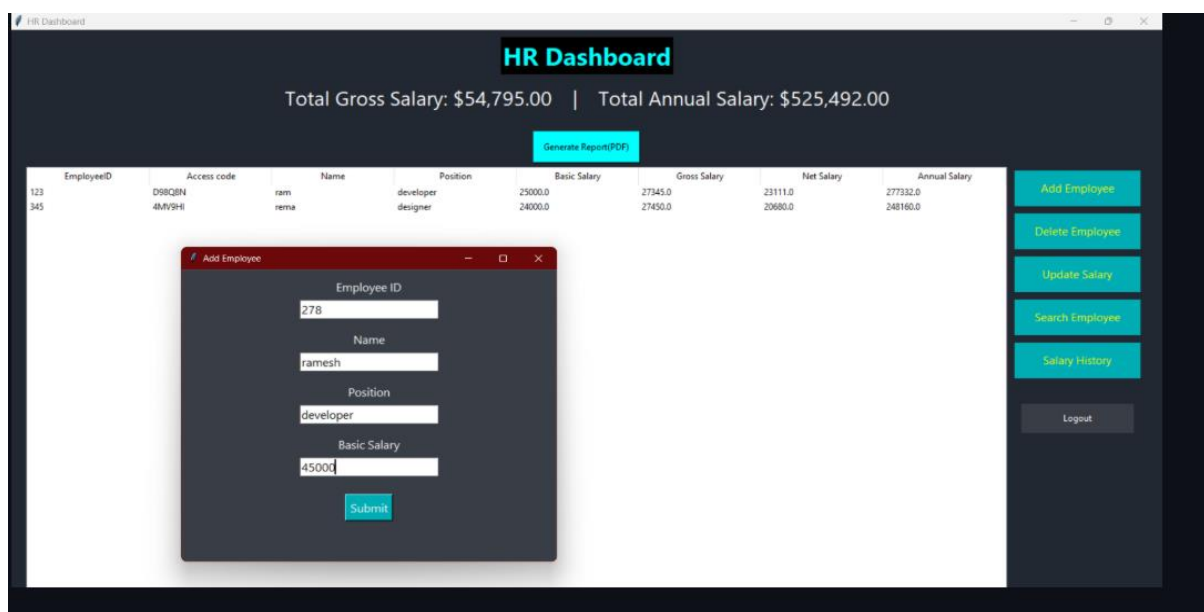 HR Dashboard
HR Dashboard
Total Gross Salary: $54,795.00 | Total Annual Salary: $525,492.00
Generate Report(PDF)
EmployeeID Access code Name Position Basic Salary Gross Salary Net Salary Annual Salary
123 D98Q8N ram developer 25000.0 27345.0 23111.0 277332.0
345 4MV9HI rema designer 24000.0 27450.0 20680.0 248160.0
Add Employee
Delete Employee
Update Salary
Search Employee
Salary History
Logout
Add Employee
Employee ID
278
Name
ramesh
Position
developer
Basic Salary
45000
Submit